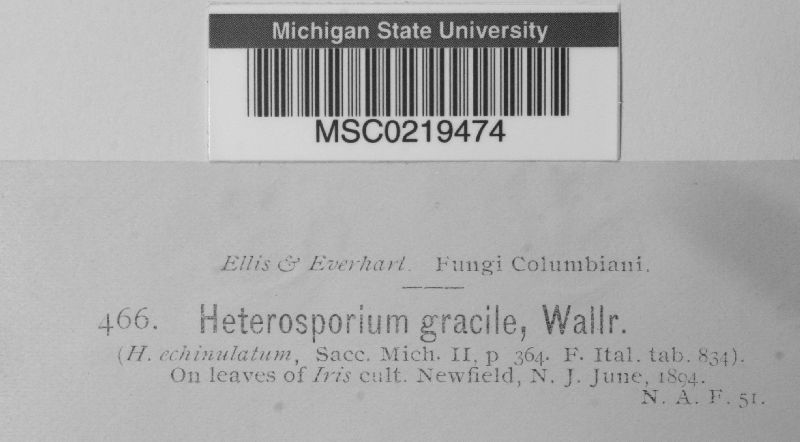 Michigan State University
MSC0219474
Ellis & Everhart. Fungi Columbiani.
466. Heterosporium gracile, Wallr.
(H. echinulatum, Sacc. Mich. II, p 364. F. Ital. tab. 834).
On leaves of Iris cult. Newfield, N. J. June, 1894.
N. A. F. 51.